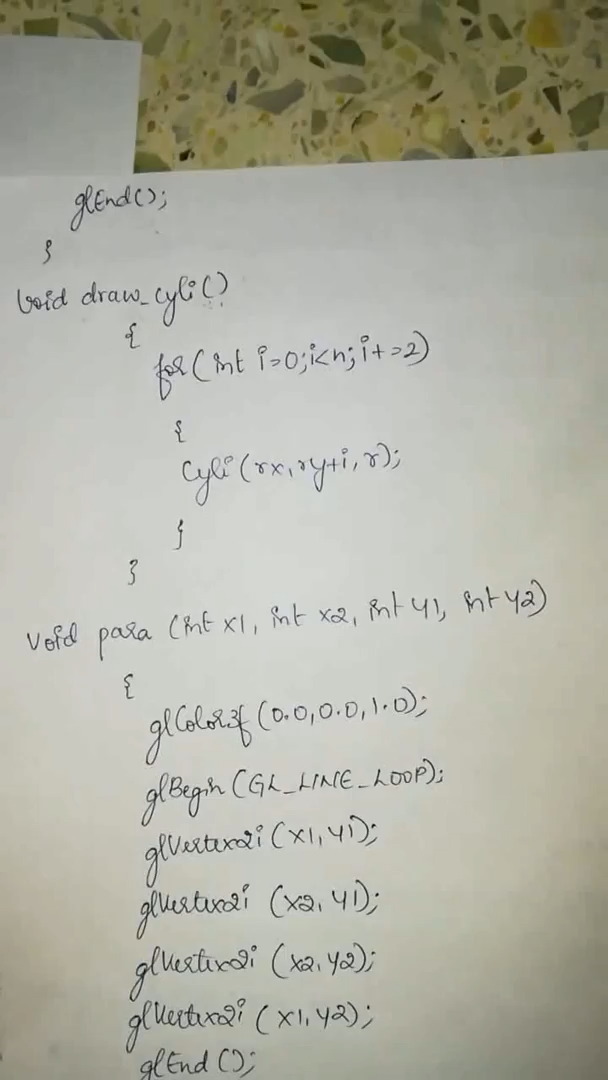 glEnd();
}
void draw_cyli()
{
for(int i=0;i<n;i+=2)
{
cyli(rx,ry+i,r);
}
}
void para (int x1, int x2, int y1, int y2)
{
glColor3f(0.0,0.0,1.0);
glBegin(GL_LINE_LOOP);
glVertex2i(x1,y1);
glVertex2i (x2,y1);
glVertex2i (x2,y2);
glVertex2i (x1,y2);
glEnd();